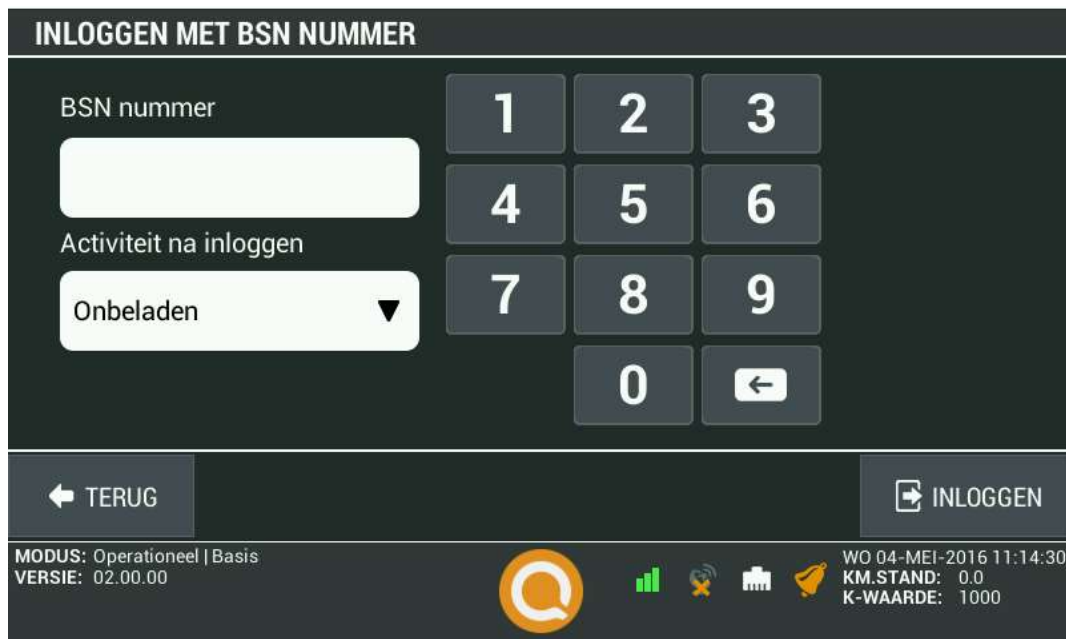 INLOGGEN MET BSN NUMMER
BSN nummer
1 2 3
4 5 6
Activiteit na inloggen
Onbeladen
7 8 9
0
TERUG
INLOGGEN
MODUS: Operationeel | Basis
VERSIE: 02.00.00
WO 04-MEI-2016 11:14:30
KM.STAND: 0.0
K-WAARDE: 1000